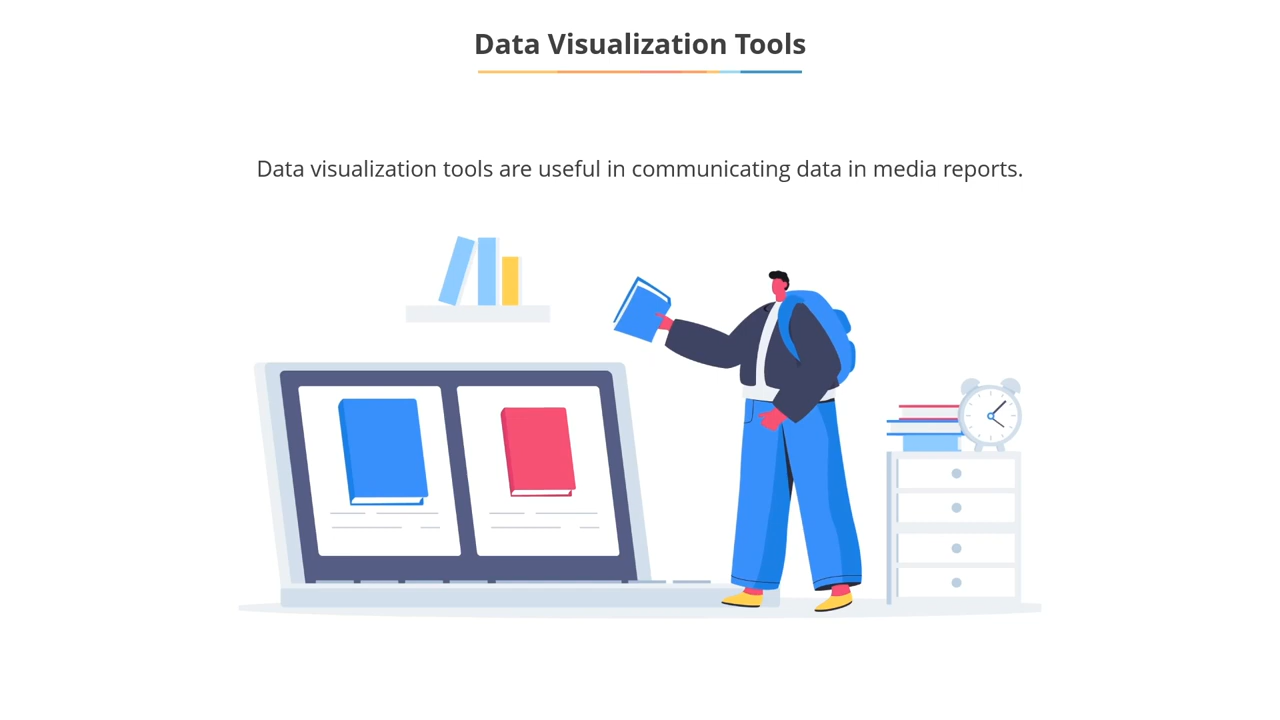 Data Visualization Tools
Data visualization tools are useful in communicating data in media reports.